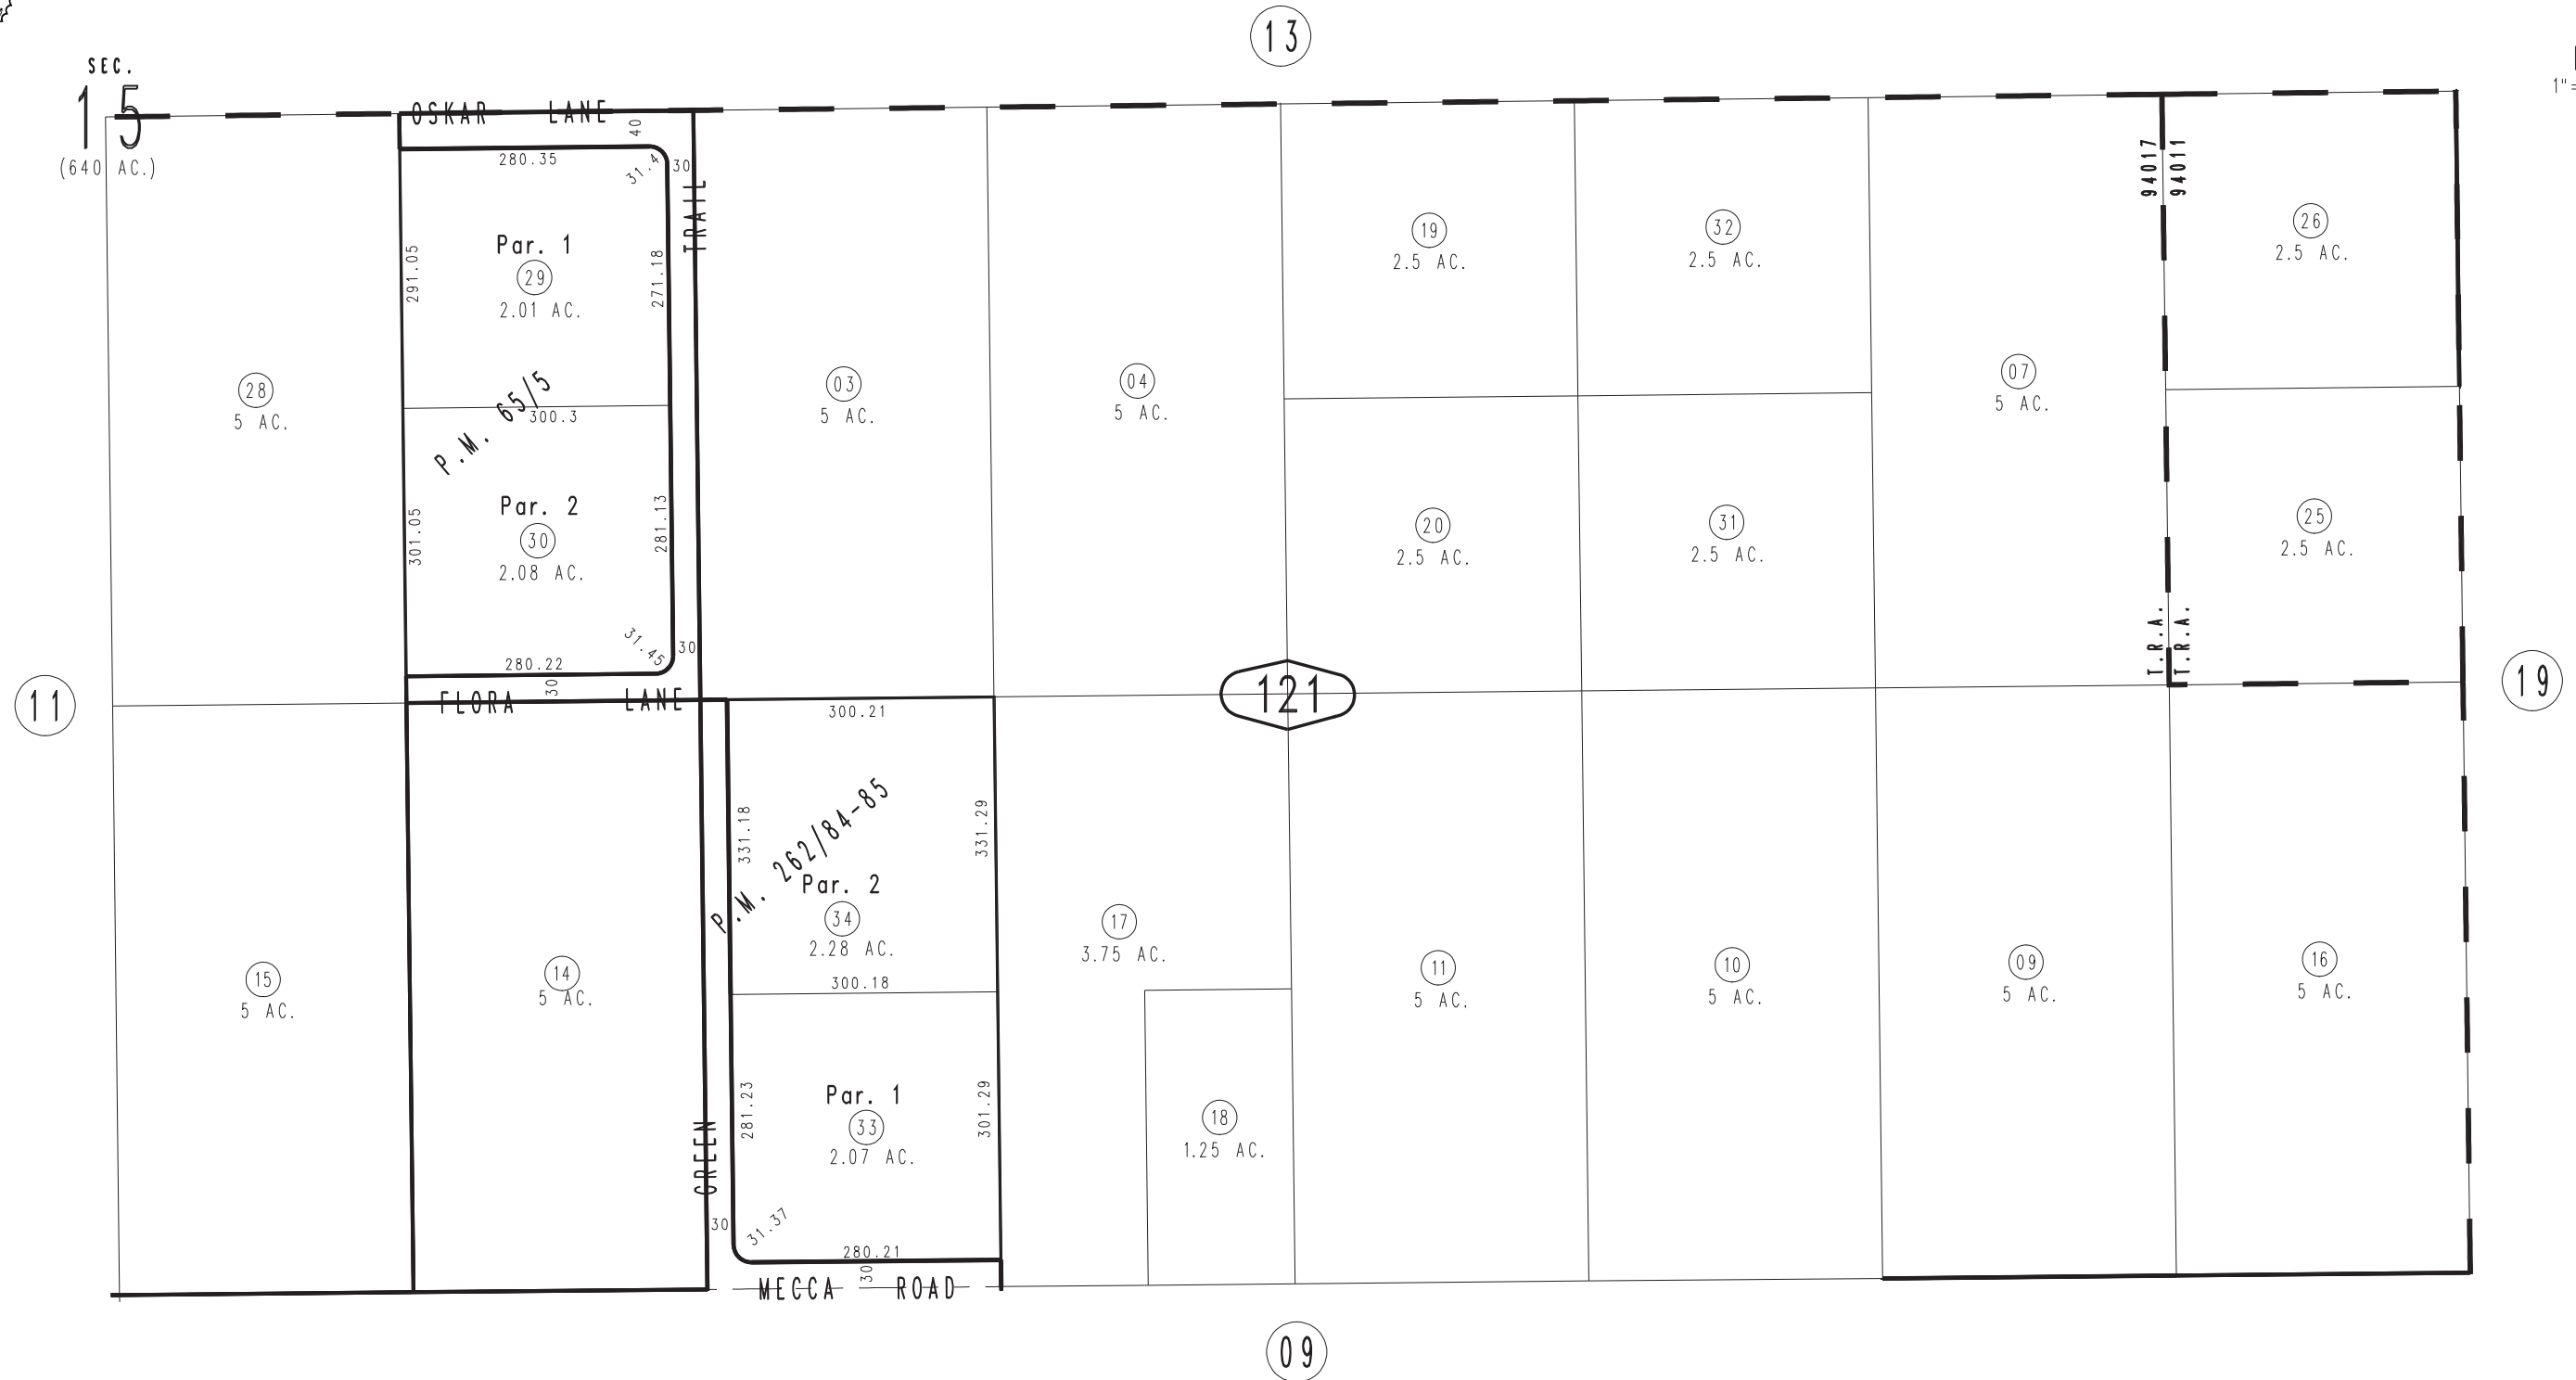 13
SEC.
15
(640 AC.)
1"=
OSKAR LANE
40
280.35
31.4
30
TRAIL
94017
94011
Par. 1
29
2.01 AC.
291.05
271.18
19
2.5 AC.
32
2.5 AC.
26
2.5 AC.
28
5 AC.
P.M. 65/5
300.3
03
5 AC.
04
5 AC.
07
5 AC.
Par. 2
30
2.08 AC.
301.05
281.13
20
2.5 AC.
31
2.5 AC.
25
2.5 AC.
31.45
30
280.22
30
T.R.A.
T.R.A.
11
FLORA LANE
300.21
121
19
331.18
P.M. 262/84-85
331.29
Par. 2
34
2.28 AC.
300.18
17
3.75 AC.
15
5 AC.
14
5 AC.
11
5 AC.
10
5 AC.
09
5 AC.
16
5 AC.
Par. 1
33
2.07 AC.
281.23
301.29
18
1.25 AC.
GREEN
30
31.37
280.21
30
MECCA ROAD
09